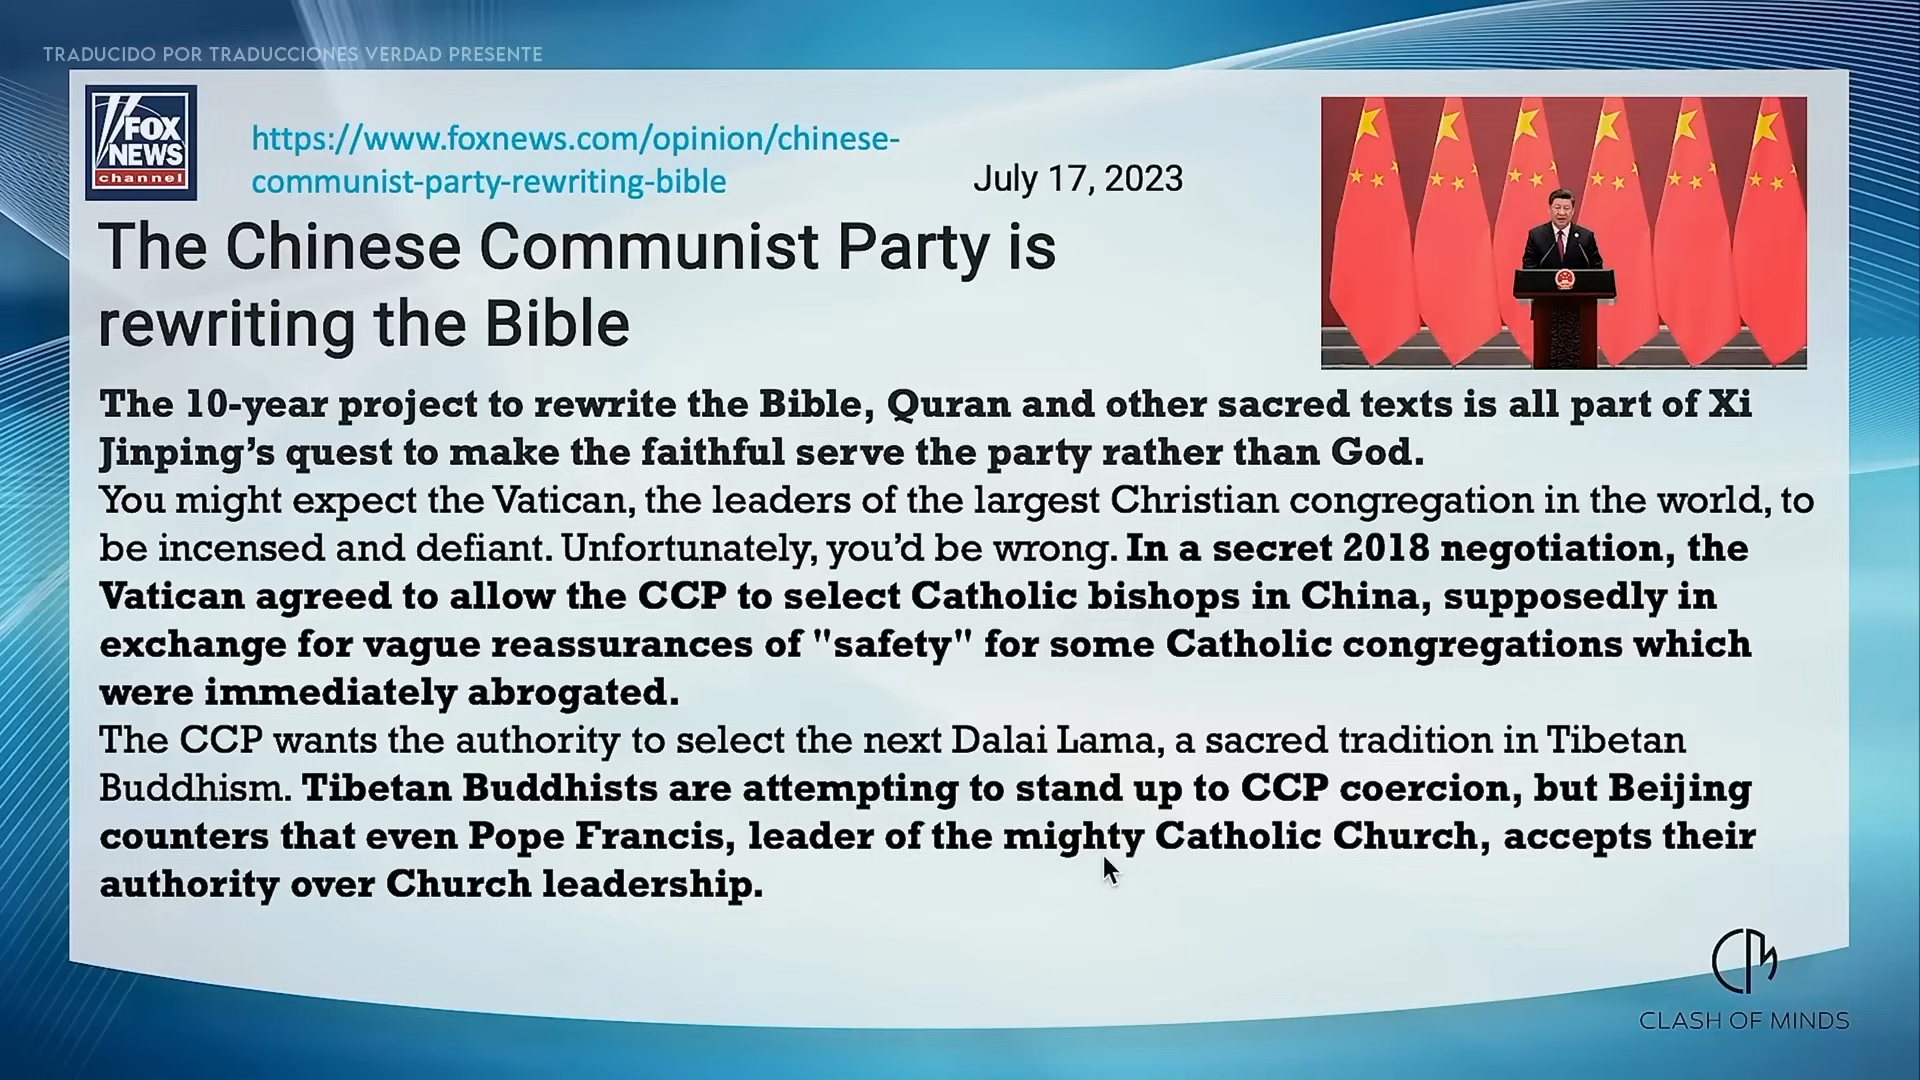 TRADUCIDO POR TRADUCCIONES VERDAD PRESENTE
FOX
NEWS
channel
https://www.foxnews.com/opinion/chinese-
communist-party-rewriting-bible
July 17, 2023
The Chinese Communist Party is
rewriting the Bible
The 10-year project to rewrite the Bible, Quran and other sacred texts is all part of Xi
Jinping’s quest to make the faithful serve the party rather than God.
You might expect the Vatican, the leaders of the largest Christian congregation in the world, to
be incensed and defiant. Unfortunately, you’d be wrong. In a secret 2018 negotiation, the
Vatican agreed to allow the CCP to select Catholic bishops in China, supposedly in
exchange for vague reassurances of "safety" for some Catholic congregations which
were immediately abrogated.
The CCP wants the authority to select the next Dalai Lama, a sacred tradition in Tibetan
Buddhism. Tibetan Buddhists are attempting to stand up to CCP coercion, but Beijing
counters that even Pope Francis, leader of the mighty Catholic Church, accepts their
authority over Church leadership.
CLASH OF MINDS